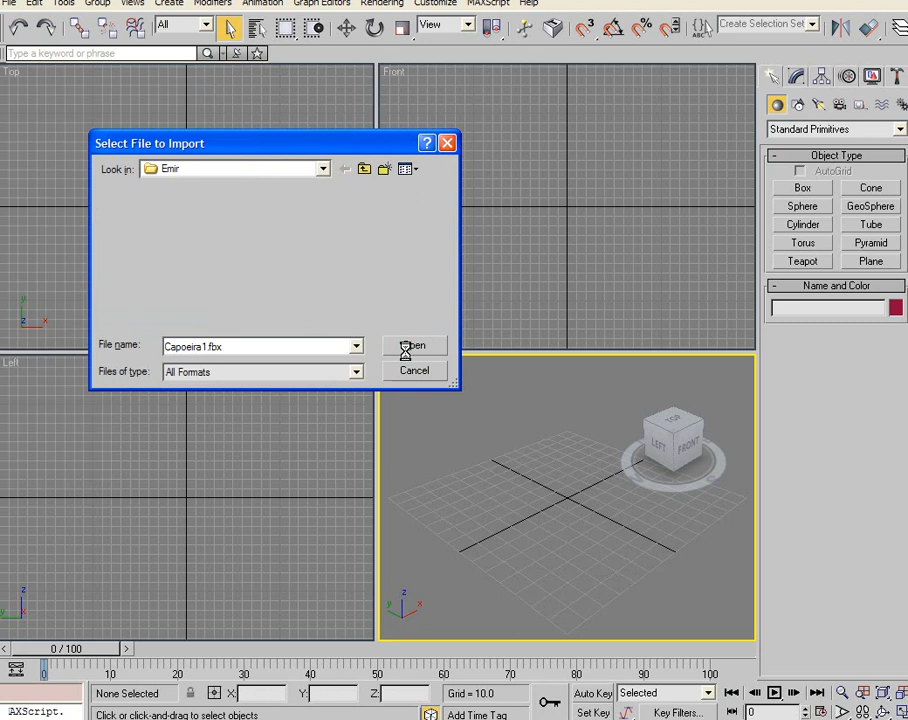 File Edit Tools Group Views Create Modifiers Animation Graph Editors Rendering Customize MAXScript Help
All
View
Create Selection Set
Type a keyword or phrase
Top
Front
Standard Primitives
Select File to Import
Look in: Emir
Object Type
AutoGrid
Box Cone
Sphere GeoSphere
Cylinder Tube
Torus Pyramid
Teapot Plane
Name and Color
z
x
File name: Capoeira1.fbx
Open
Files of type: All Formats
Cancel
Left
TOP
LEFT
FRONT
z
y
x
z
y
x
0 / 100
0 10 20 30 40 50 60 70 80 90 100
None Selected X: Y: Z: Grid = 10.0 Auto Key Selected
AXScript. Click or click-and-drag to select objects Add Time Tag Set Key Key Filters... 0